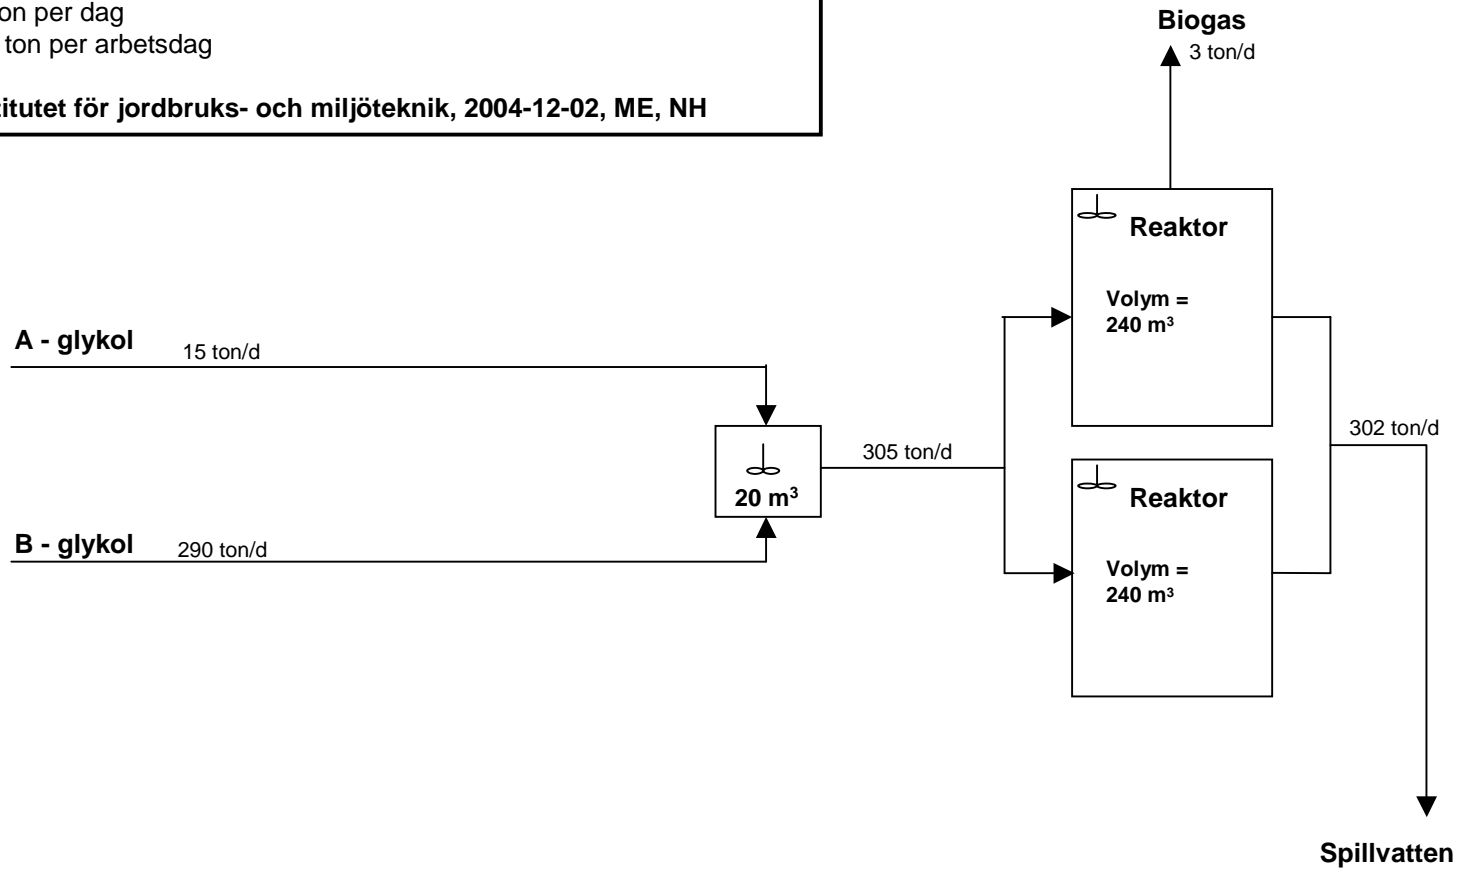 on per dag
ton per arbetsdag
titutet för jordbruks- och miljöteknik, 2004-12-02, ME, NH
Biogas
3 ton/d
Reaktor
Volym =
240 m³
A - glykol
15 ton/d
20 m³
305 ton/d
302 ton/d
B - glykol
290 ton/d
Reaktor
Volym =
240 m³
Spillvatten